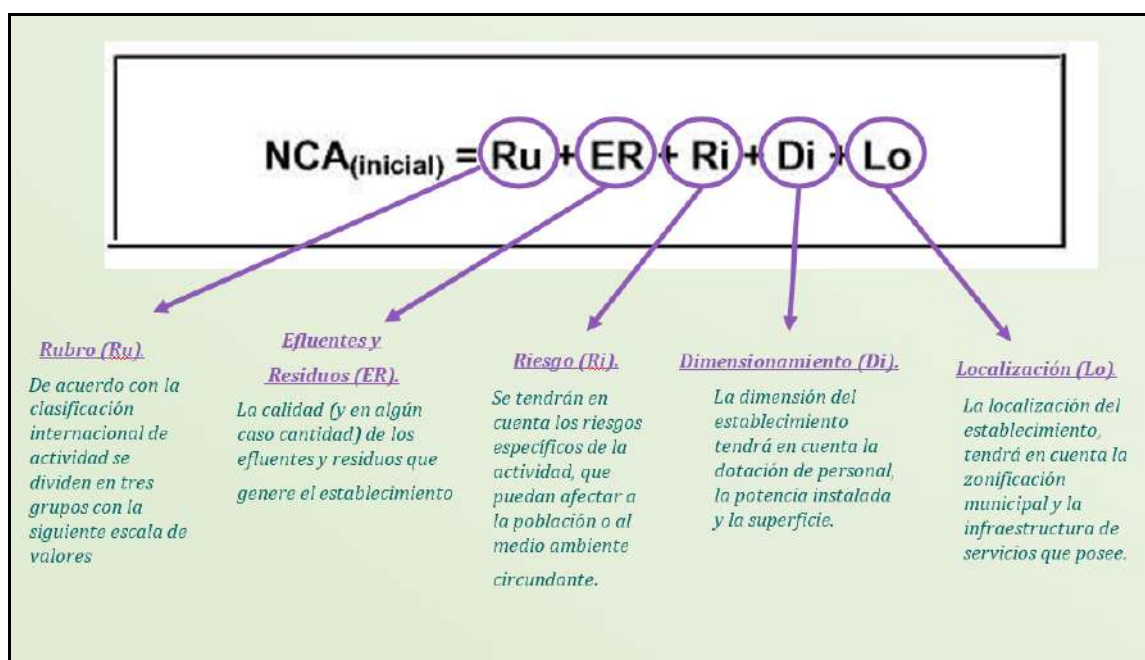 NCA(inicial) = Ru + ER + Ri + Di + Lo
Rubro (Ru).
De acuerdo con la
clasificación
internacional de
actividad se
dividen en tres
grupos con la
siguiente escala de
valores
Efluentes y
Residuos (ER).
La calidad (y en algún
caso cantidad) de los
efluentes y residuos que
genere el establecimiento
Riesgo (Ri).
Se tendrán en
cuenta los riesgos
específicos de la
actividad, que
puedan afectar a
la población o al
medio ambiente
circundante.
Dimensionamiento (Di).
La dimensión del
establecimiento
tendrá en cuenta la
dotación de personal,
la potencia instalada
y la superficie.
Localización (Lo)
La localización del
establecimiento,
tendrá en cuenta la
zonificación
municipal y la
infraestructura de
servicios que posee.